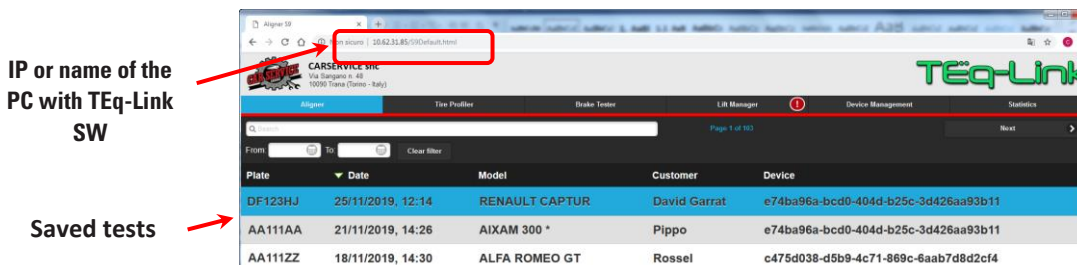 IP or name of the
PC with TEq-Link
SW
Saved tests
Aligner S9
Non sicuro | 10.62.31.85/S9Default.html
CAR SERVICE
CARSERVICE snc
Via Sangano n. 48
10090 Trana (Torino - Italy)
TEq-Link
Aligner Tire Profiler Brake Tester Lift Manager ! Device Management Statistics
Search Page 1 of 103 Next
From: To: Clear filter
Plate Date Model Customer Device
DF123HJ 25/11/2019, 12:14 RENAULT CAPTUR David Garrat e74ba96a-bcd0-404d-b25c-3d426aa93b11
AA111AA 21/11/2019, 14:26 AIXAM 300 * Pippo e74ba96a-bcd0-404d-b25c-3d426aa93b11
AA111ZZ 18/11/2019, 14:30 ALFA ROMEO GT Rossel c475d038-d5b9-4c71-869c-6aab7d8d2cf4